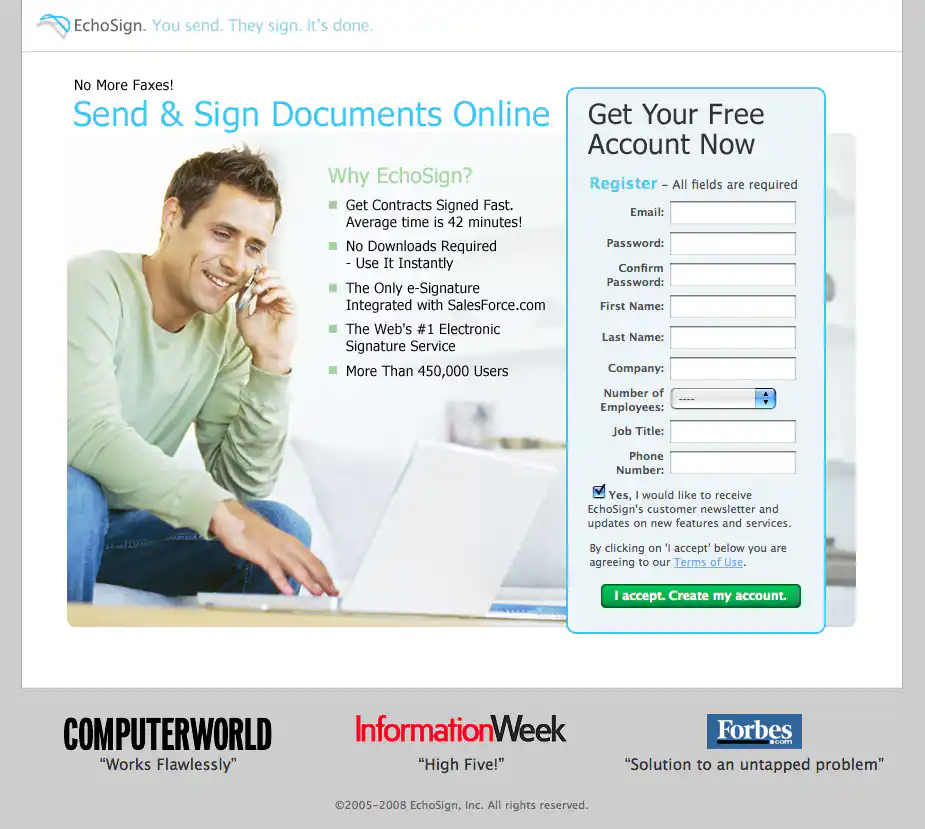 EchoSign. You send. They sign. It's done.
No More Faxes!
Send & Sign Documents Online
Why EchoSign?
Get Contracts Signed Fast.
Average time is 42 minutes!
No Downloads Required
- Use It Instantly
The Only e-Signature
Integrated with SalesForce.com
The Web's #1 Electronic
Signature Service
More Than 450,000 Users
Get Your Free
Account Now
Register – All fields are required
Email:
Password:
Confirm
Password:
First Name:
Last Name:
Company:
Number of
Employees:
----
Job Title:
Phone
Number:
Yes, I would like to receive
EchoSign's customer newsletter and
updates on new features and services.
By clicking on 'I accept' below you are
agreeing to our Terms of Use.
I accept. Create my account.
COMPUTERWORLD
“Works Flawlessly”
InformationWeek
“High Five!”
Forbes
.com
“Solution to an untapped problem”
©2005-2008 EchoSign, Inc. All rights reserved.